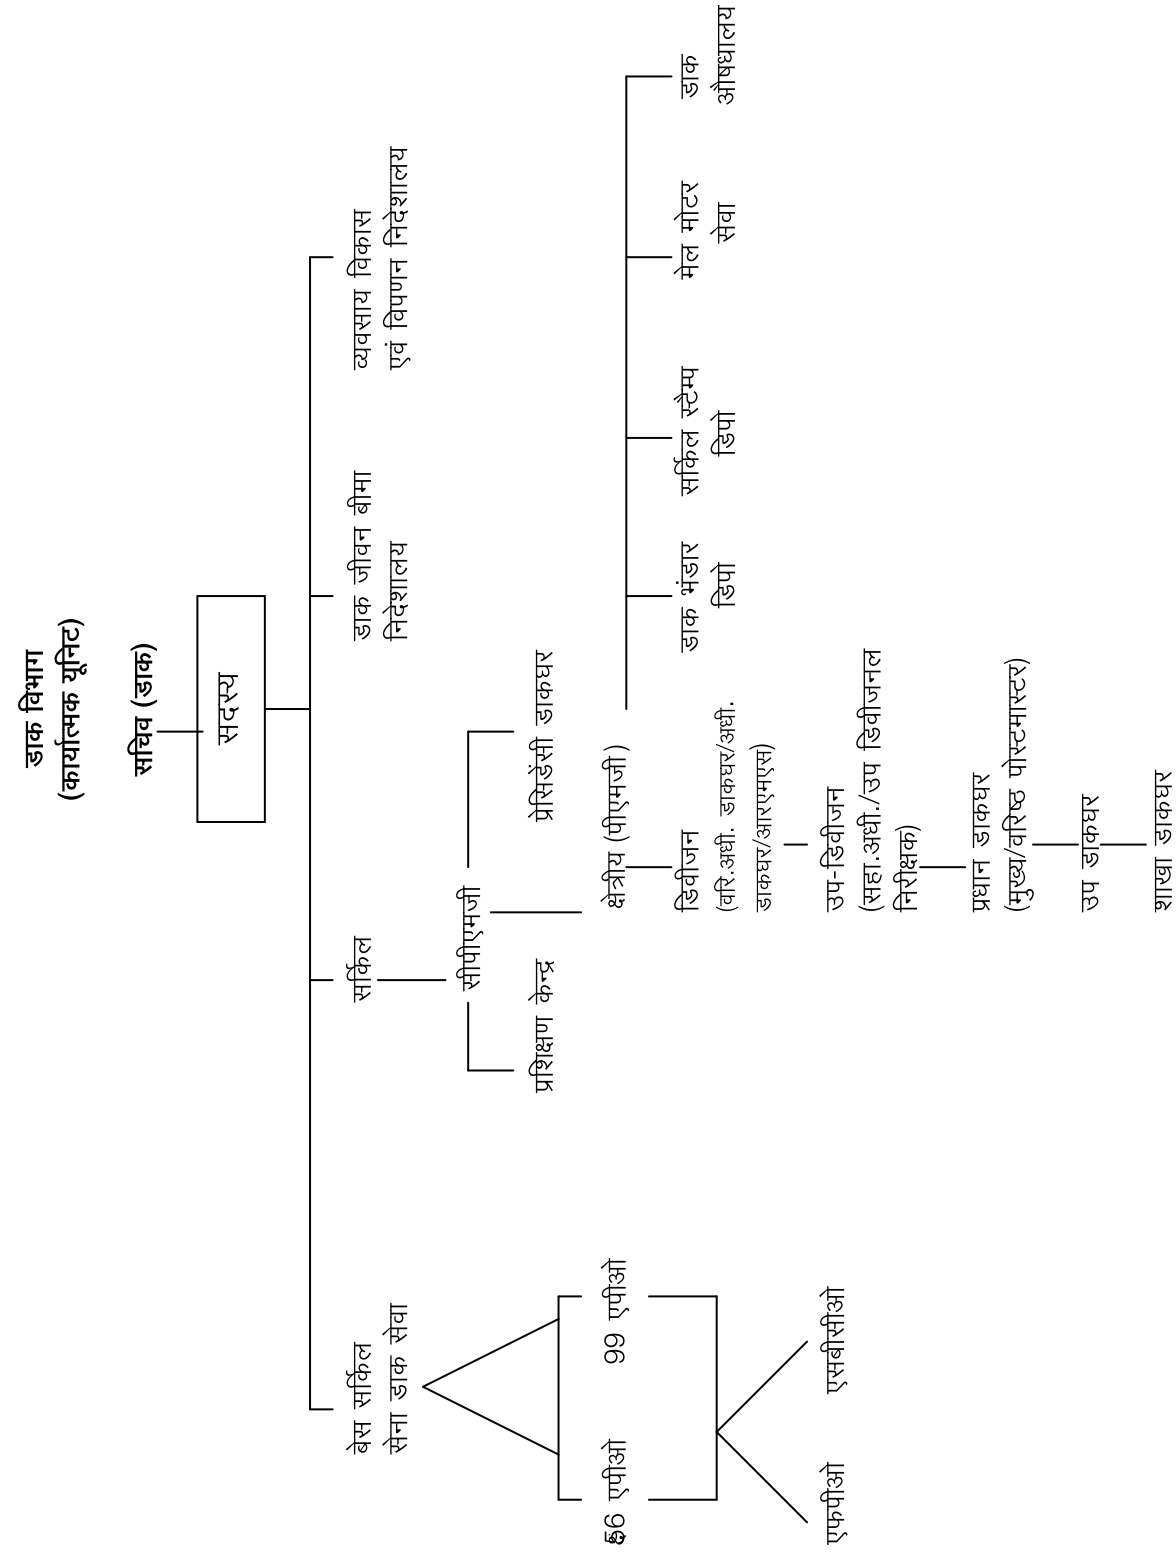 डाक विभाग
(कार्यात्मक यूनिट)
सचिव (डाक)
सदस्य
बेस सर्किल
सेना डाक सेवा
सर्किल
डाक जीवन बीमा
निदेशालय
व्यवसाय विकास
एवं विपणन निदेशालय
सीपीएमजी
प्रशिक्षण केन्द्र
प्रेसिडेंसी डाकघर
56 एपीओ
99 एपीओ
क्षेत्रीय (पीएमजी)
डिवीजन
(वरि.अधी. डाकघर/अधी.
डाकघर/आरएमएस)
डाक भंडार
डिपो
सर्किल स्टैम्प
डिपो
मेल मोटर
सेवा
डाक
औषधालय
एफपीओ
एसबीसीओ
उप-डिवीजन
(सहा.अधी./उप डिवीजनल
निरीक्षक)
प्रधान डाकघर
(मुख्य/वरिष्ठ पोस्टमास्टर)
उप डाकघर
शाखा डाकघर